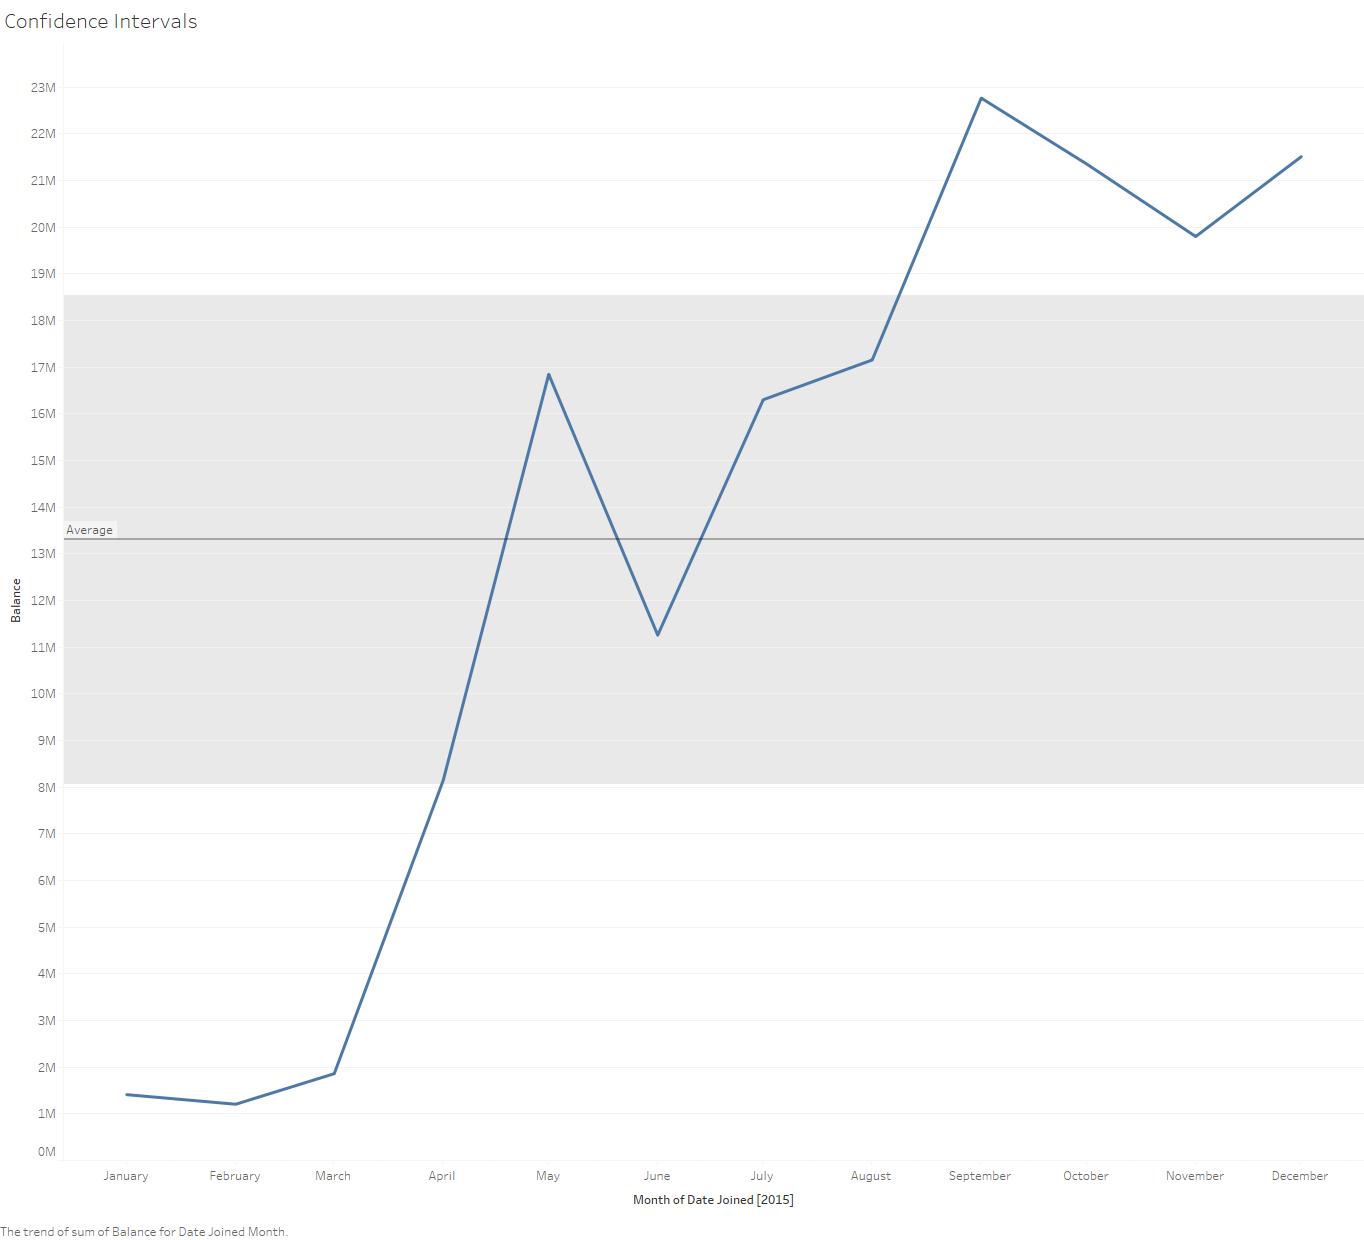 Confidence Intervals
23M
22M
21M
20M
19M
18M
17M
16M
15M
14M
Average
13M
12M
Balance
11M
10M
9M
8M
7M
6M
5M
4M
3M
2M
1M
0M
January February March April May June July August September October November December
Month of Date Joined [2015]
The trend of sum of Balance for Date Joined Month.